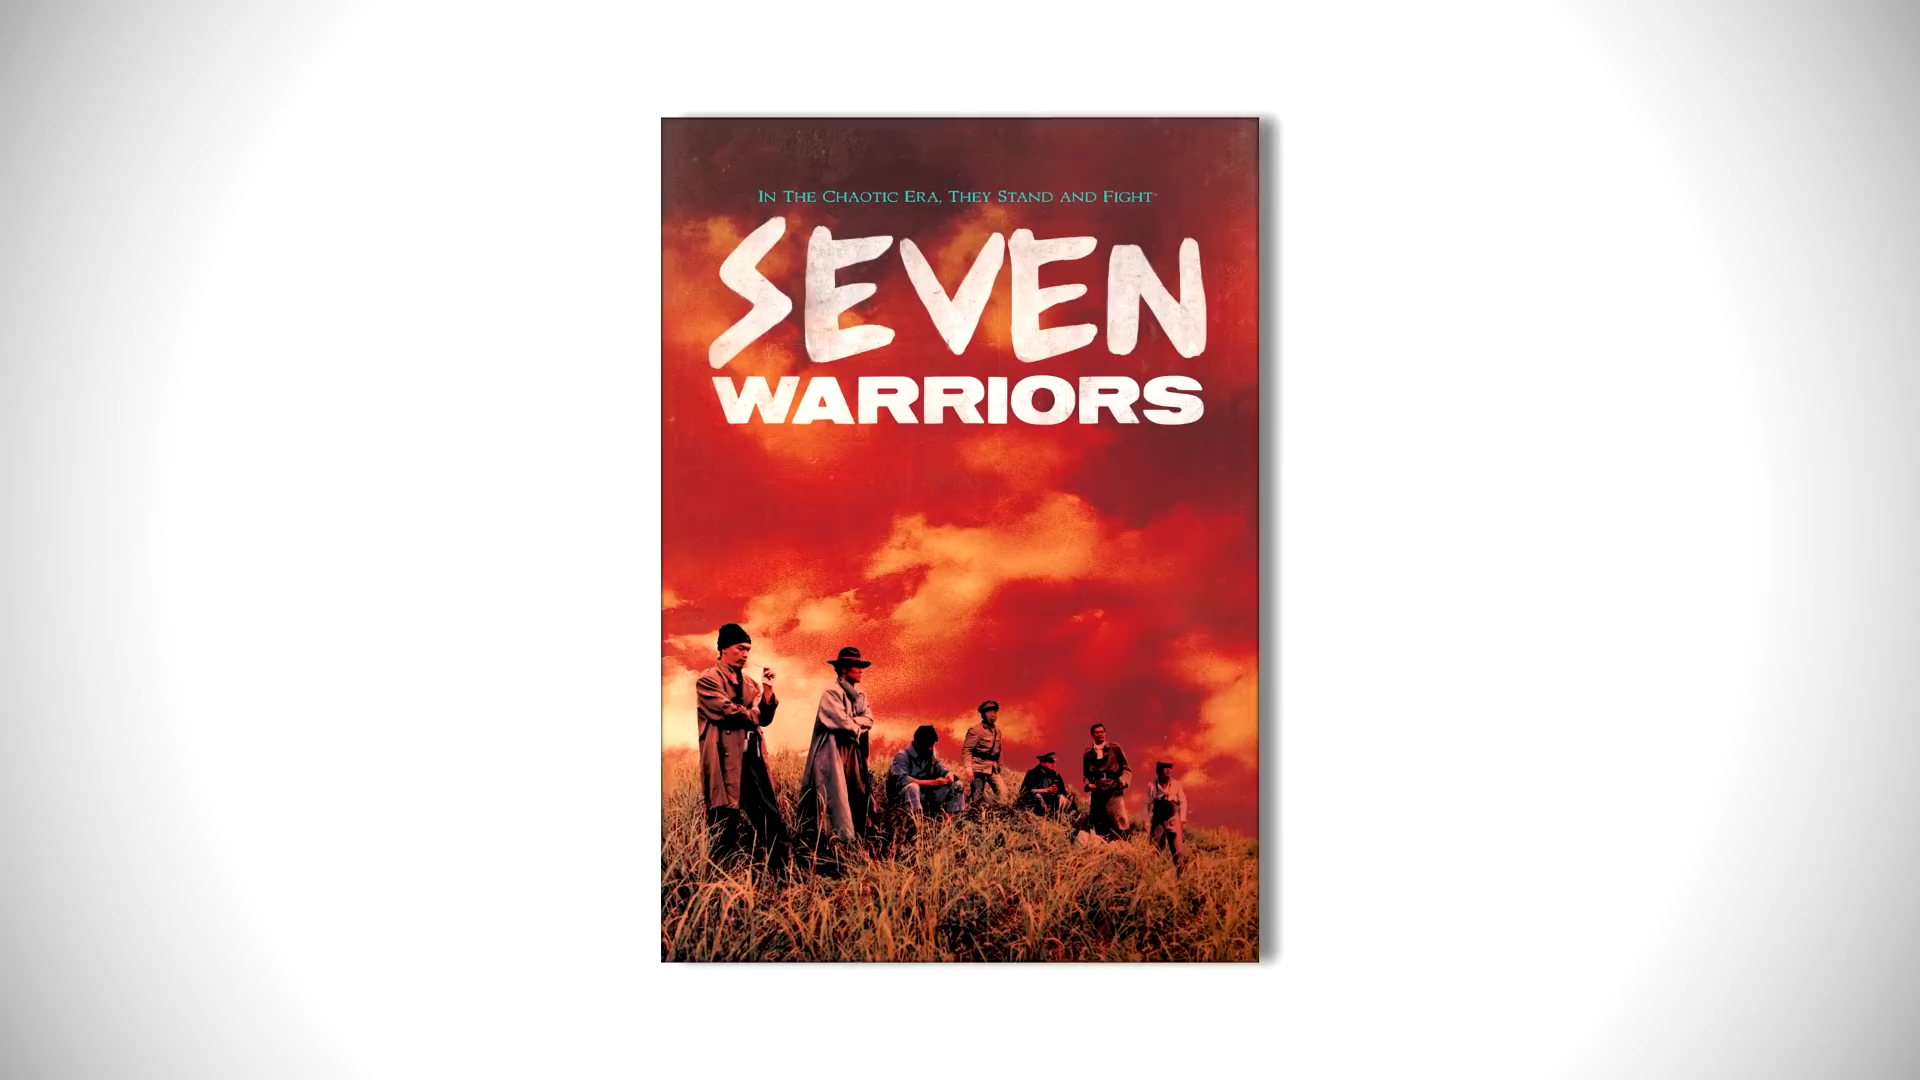 In The Chaotic Era, They Stand and Fight
SEVEN
WARRIORS